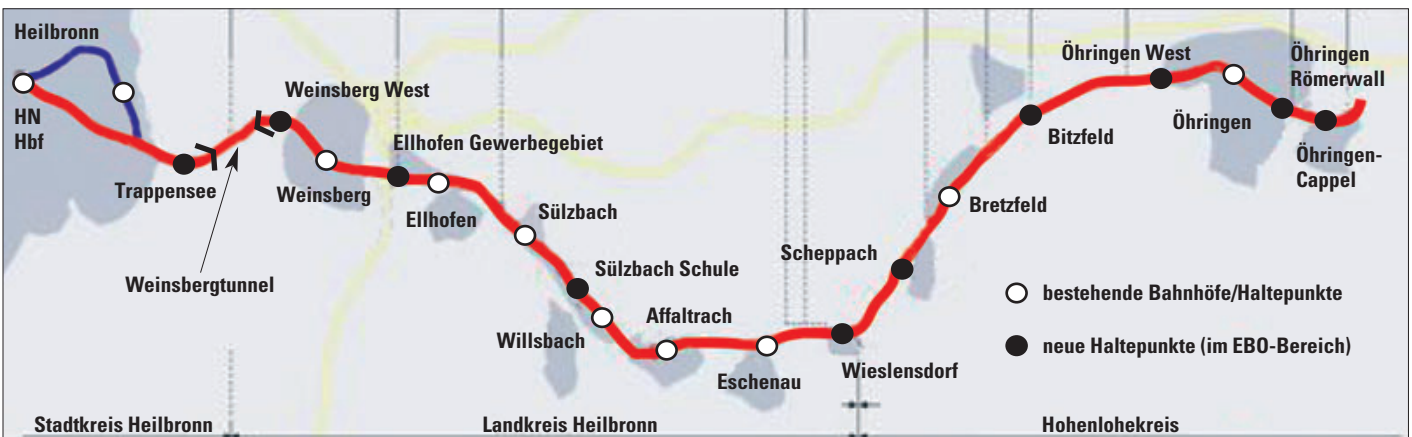 Heilbronn
HN
Hbf
Trappensee
Weinsbergtunnel
Weinsberg West
Weinsberg
Ellhofen Gewerbegebiet
Ellhofen
Sülzbach
Sülzbach Schule
Willsbach
Affaltrach
Eschenau
Wieslensdorf
Scheppach
Bretzfeld
Bitzfeld
Öhringen West
Öhringen
Öhringen
Römerwall
Öhringen-
Cappel
bestehende Bahnhöfe/Haltepunkte
neue Haltepunkte (im EBO-Bereich)
Stadtkreis Heilbronn
Landkreis Heilbronn
Hohenlohekreis